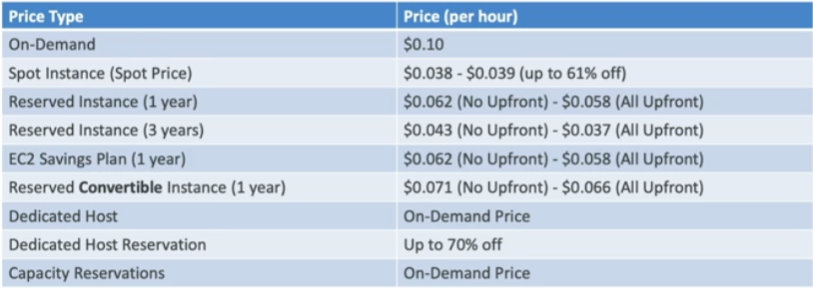 Price Type Price (per hour)
On-Demand $0.10
Spot Instance (Spot Price) $0.038 - $0.039 (up to 61% off)
Reserved Instance (1 year) $0.062 (No Upfront) - $0.058 (All Upfront)
Reserved Instance (3 years) $0.043 (No Upfront) - $0.037 (All Upfront)
EC2 Savings Plan (1 year) $0.062 (No Upfront) - $0.058 (All Upfront)
Reserved Convertible Instance (1 year) $0.071 (No Upfront) - $0.066 (All Upfront)
Dedicated Host On-Demand Price
Dedicated Host Reservation Up to 70% off
Capacity Reservations On-Demand Price